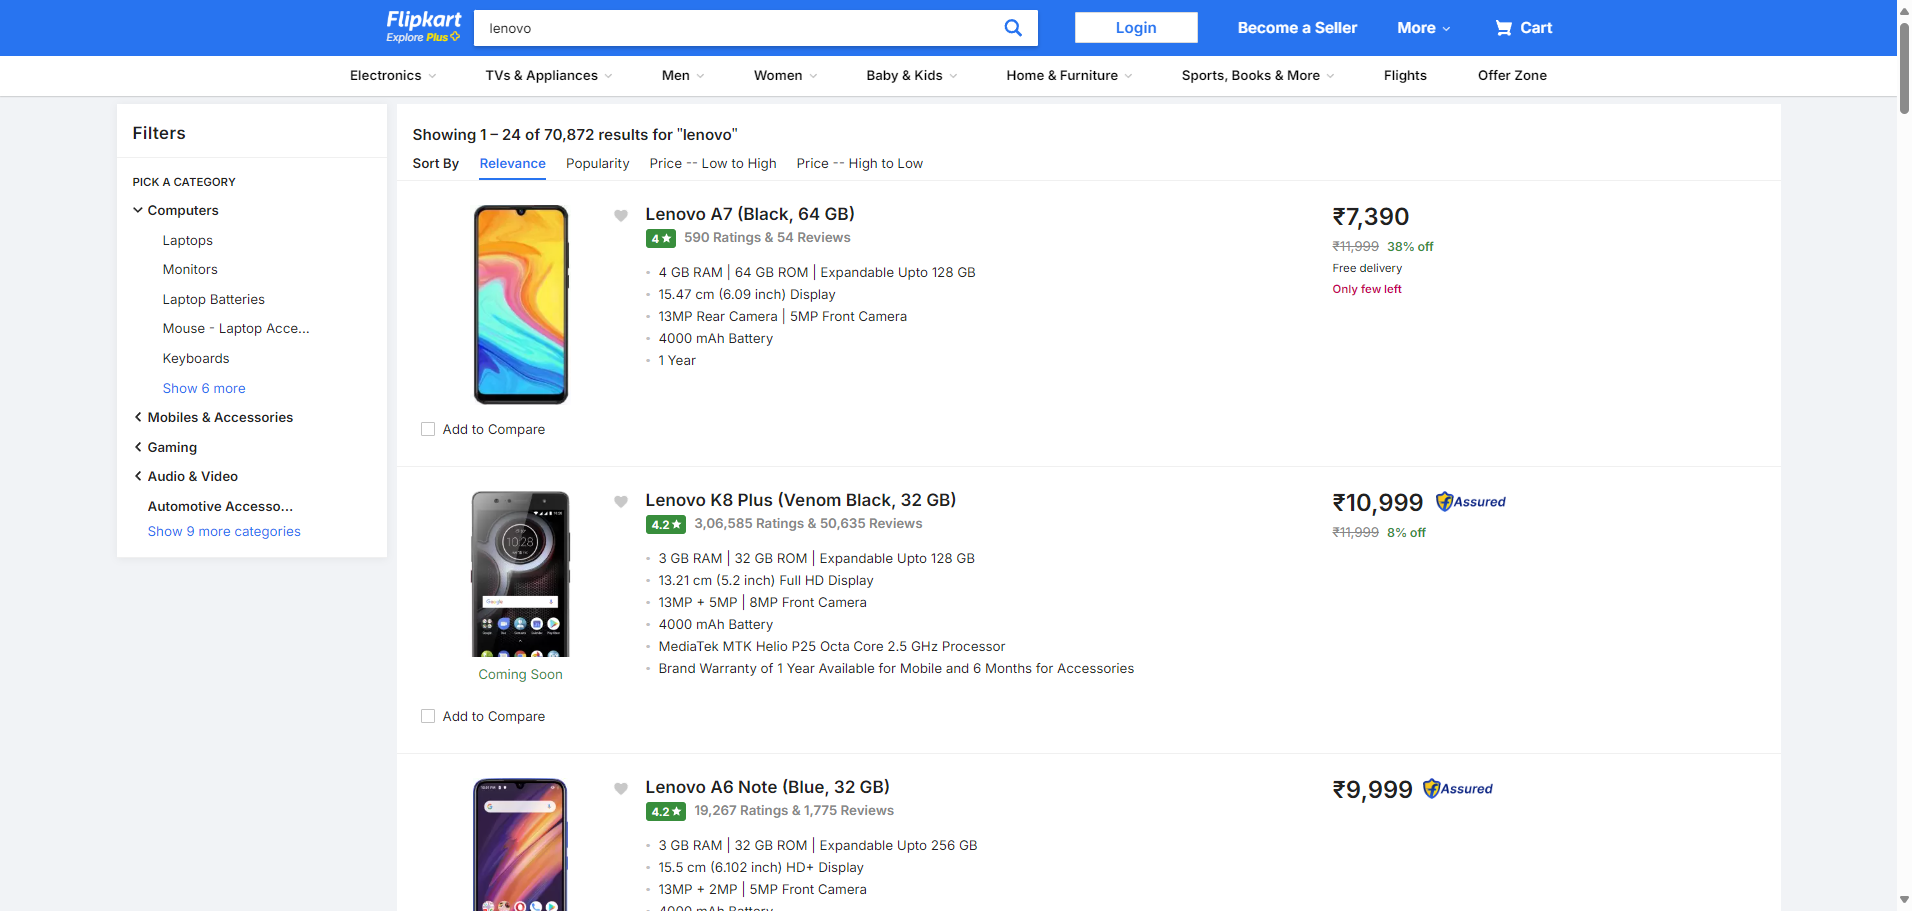 Flipkart
Explore Plus
lenovo
Login
Become a Seller
More
Cart
Electronics
TVs & Appliances
Men
Women
Baby & Kids
Home & Furniture
Sports, Books & More
Flights
Offer Zone
Filters
PICK A CATEGORY
Computers
Laptops
Monitors
Laptop Batteries
Mouse - Laptop Acce...
Keyboards
Show 6 more
Mobiles & Accessories
Gaming
Audio & Video
Automotive Accesso...
Show 9 more categories
Showing 1 – 24 of 70,872 results for "lenovo"
Sort By
Relevance
Popularity
Price -- Low to High
Price -- High to Low
Lenovo A7 (Black, 64 GB)
4★ 590 Ratings & 54 Reviews
4 GB RAM | 64 GB ROM | Expandable Upto 128 GB
15.47 cm (6.09 inch) Display
13MP Rear Camera | 5MP Front Camera
4000 mAh Battery
1 Year
₹7,390
₹11,999 38% off
Free delivery
Only few left
Add to Compare
Lenovo K8 Plus (Venom Black, 32 GB)
4.2★ 3,06,585 Ratings & 50,635 Reviews
3 GB RAM | 32 GB ROM | Expandable Upto 128 GB
13.21 cm (5.2 inch) Full HD Display
13MP + 5MP | 8MP Front Camera
4000 mAh Battery
MediaTek MTK Helio P25 Octa Core 2.5 GHz Processor
Brand Warranty of 1 Year Available for Mobile and 6 Months for Accessories
₹10,999 Assured
₹11,999 8% off
10:28
Coming Soon
Add to Compare
Lenovo A6 Note (Blue, 32 GB)
4.2★ 19,267 Ratings & 1,775 Reviews
3 GB RAM | 32 GB ROM | Expandable Upto 256 GB
15.5 cm (6.102 inch) HD+ Display
13MP + 2MP | 5MP Front Camera
4000 mAh Battery
₹9,999 Assured